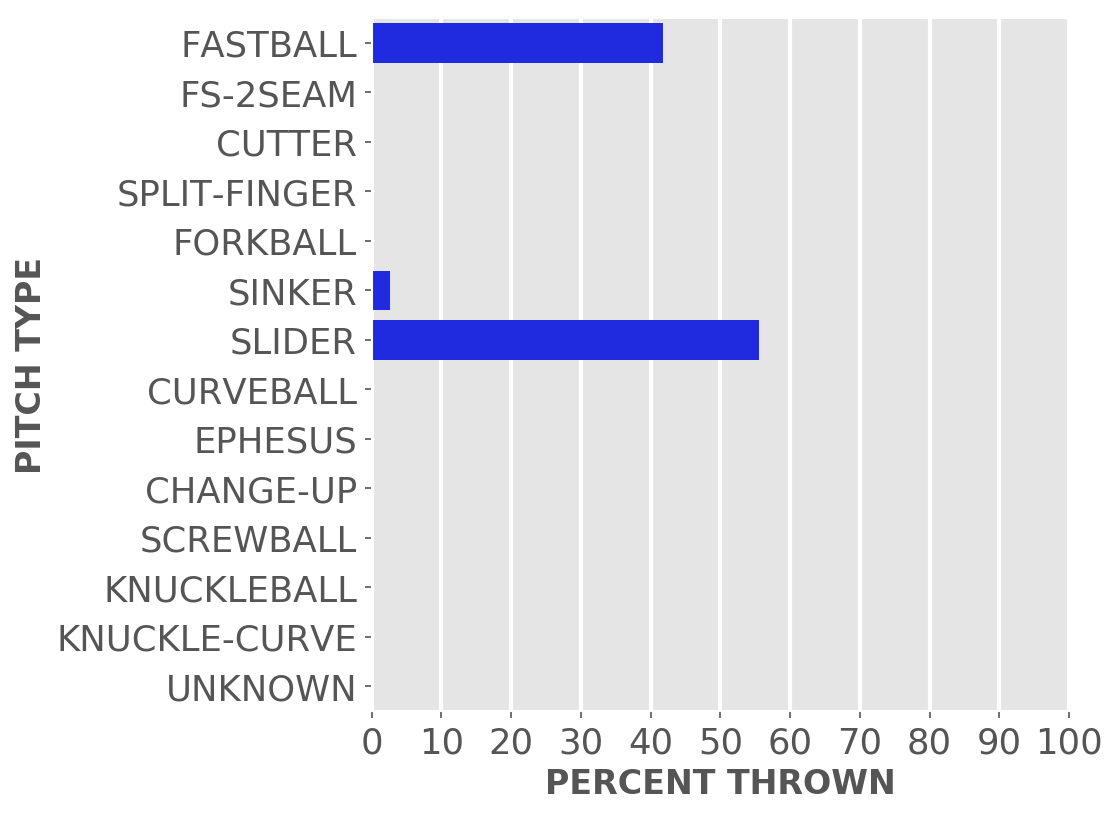 FASTBALL
FS-2SEAM
CUTTER
SPLIT-FINGER
FORKBALL
SINKER
SLIDER
CURVEBALL
EPHESUS
CHANGE-UP
SCREWBALL
KNUCKLEBALL
KNUCKLE-CURVE
UNKNOWN
PITCH TYPE
0 10 20 30 40 50 60 70 80 90 100
PERCENT THROWN